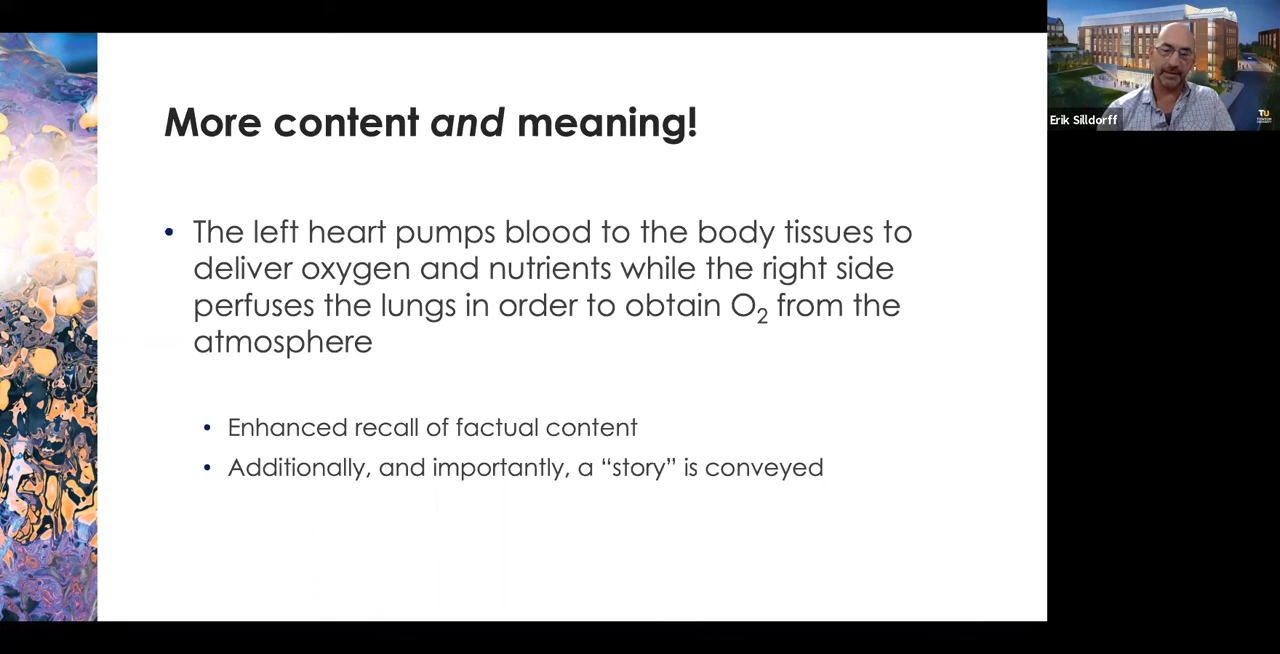 More content and meaning!
• The left heart pumps blood to the body tissues to
deliver oxygen and nutrients while the right side
perfuses the lungs in order to obtain O₂ from the
atmosphere
• Enhanced recall of factual content
• Additionally, and importantly, a “story” is conveyed
Erik Silldorff
TU